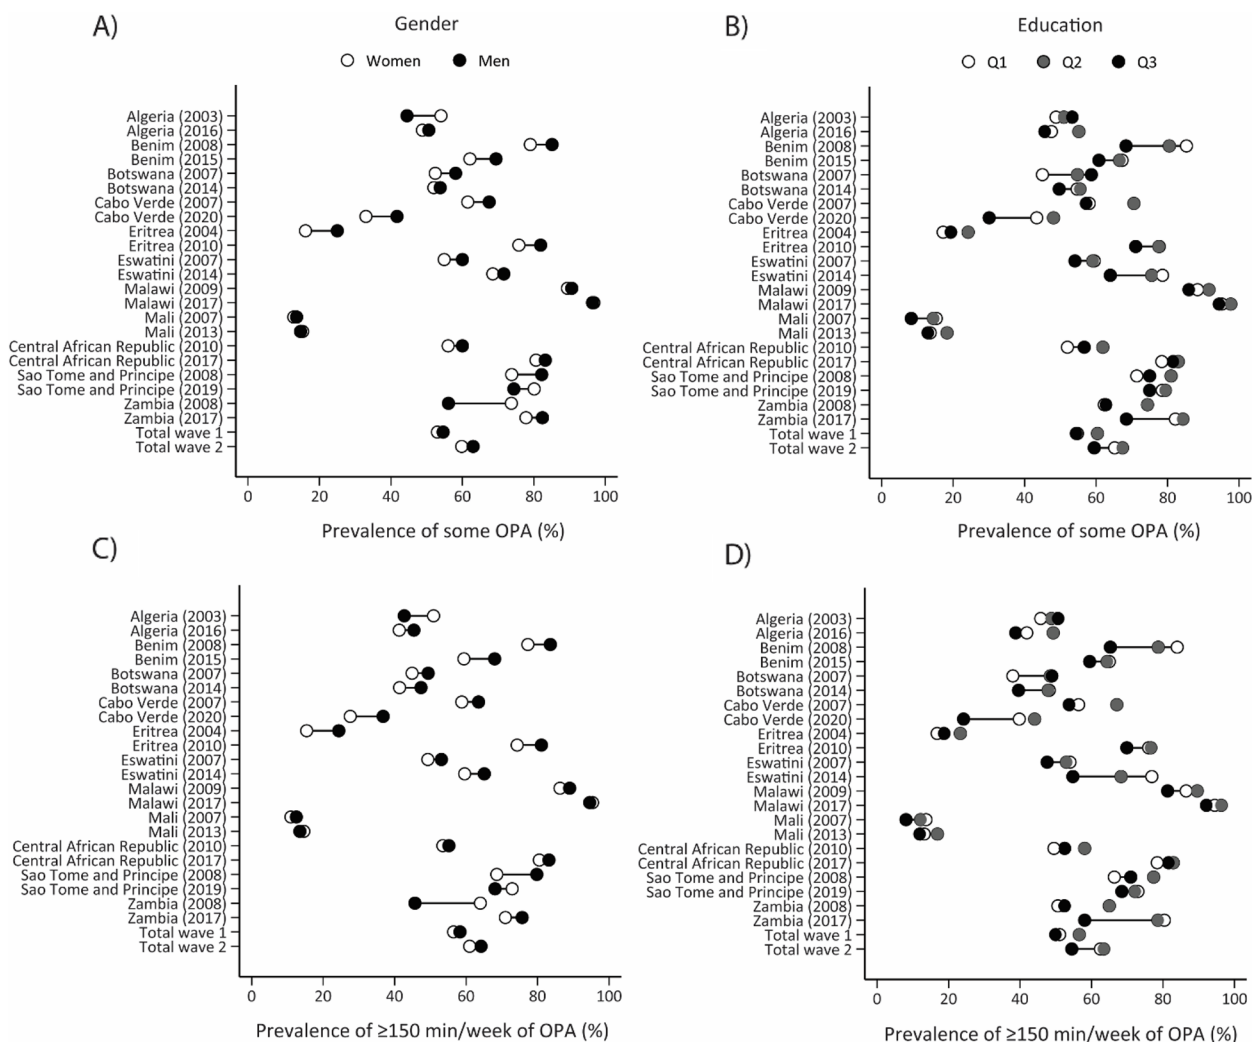 A)
Gender
Women Men
Algeria (2003)
Algeria (2016)
Benim (2008)
Benim (2015)
Botswana (2007)
Botswana (2014)
Cabo Verde (2007)
Cabo Verde (2020)
Eritrea (2004)
Eritrea (2010)
Eswatini (2007)
Eswatini (2014)
Malawi (2009)
Malawi (2017)
Mali (2007)
Mali (2013)
Central African Republic (2010)
Central African Republic (2017)
Sao Tome and Principe (2008)
Sao Tome and Principe (2019)
Zambia (2008)
Zambia (2017)
Total wave 1
Total wave 2
0 20 40 60 80 100
Prevalence of some OPA (%)
B)
Education
Q1 Q2 Q3
Algeria (2003)
Algeria (2016)
Benim (2008)
Benim (2015)
Botswana (2007)
Botswana (2014)
Cabo Verde (2007)
Cabo Verde (2020)
Eritrea (2004)
Eritrea (2010)
Eswatini (2007)
Eswatini (2014)
Malawi (2009)
Malawi (2017)
Mali (2007)
Mali (2013)
Central African Republic (2010)
Central African Republic (2017)
Sao Tome and Principe (2008)
Sao Tome and Principe (2019)
Zambia (2008)
Zambia (2017)
Total wave 1
Total wave 2
0 20 40 60 80 100
Prevalence of some OPA (%)
C)
Algeria (2003)
Algeria (2016)
Benim (2008)
Benim (2015)
Botswana (2007)
Botswana (2014)
Cabo Verde (2007)
Cabo Verde (2020)
Eritrea (2004)
Eritrea (2010)
Eswatini (2007)
Eswatini (2014)
Malawi (2009)
Malawi (2017)
Mali (2007)
Mali (2013)
Central African Republic (2010)
Central African Republic (2017)
Sao Tome and Principe (2008)
Sao Tome and Principe (2019)
Zambia (2008)
Zambia (2017)
Total wave 1
Total wave 2
0 20 40 60 80 100
Prevalence of ≥150 min/week of OPA (%)
D)
Algeria (2003)
Algeria (2016)
Benim (2008)
Benim (2015)
Botswana (2007)
Botswana (2014)
Cabo Verde (2007)
Cabo Verde (2020)
Eritrea (2004)
Eritrea (2010)
Eswatini (2007)
Eswatini (2014)
Malawi (2009)
Malawi (2017)
Mali (2007)
Mali (2013)
Central African Republic (2010)
Central African Republic (2017)
Sao Tome and Principe (2008)
Sao Tome and Principe (2019)
Zambia (2008)
Zambia (2017)
Total wave 1
Total wave 2
0 20 40 60 80 100
Prevalence of ≥150 min/week of OPA (%)